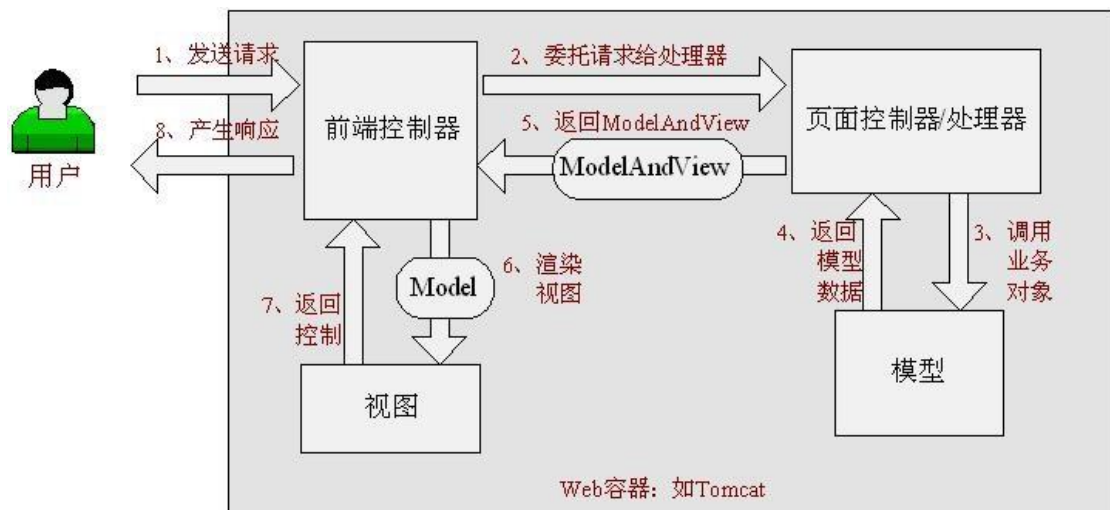 1、发送请求
2、委托请求给处理器
前端控制器
页面控制器/处理器
8、产生响应
5、返回ModelAndView
ModelAndView
用户
4、返回
模型
数据
3、调用
业务
对象
6、渲染
视图
Model
7、返回
控制
模型
视图
Web容器：如Tomcat